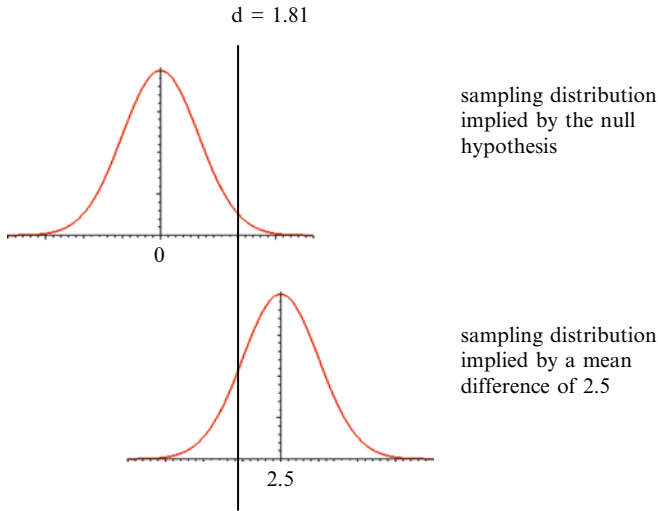 d = 1.81
sampling distribution
implied by the null
hypothesis
0
sampling distribution
implied by a mean
difference of 2.5
2.5